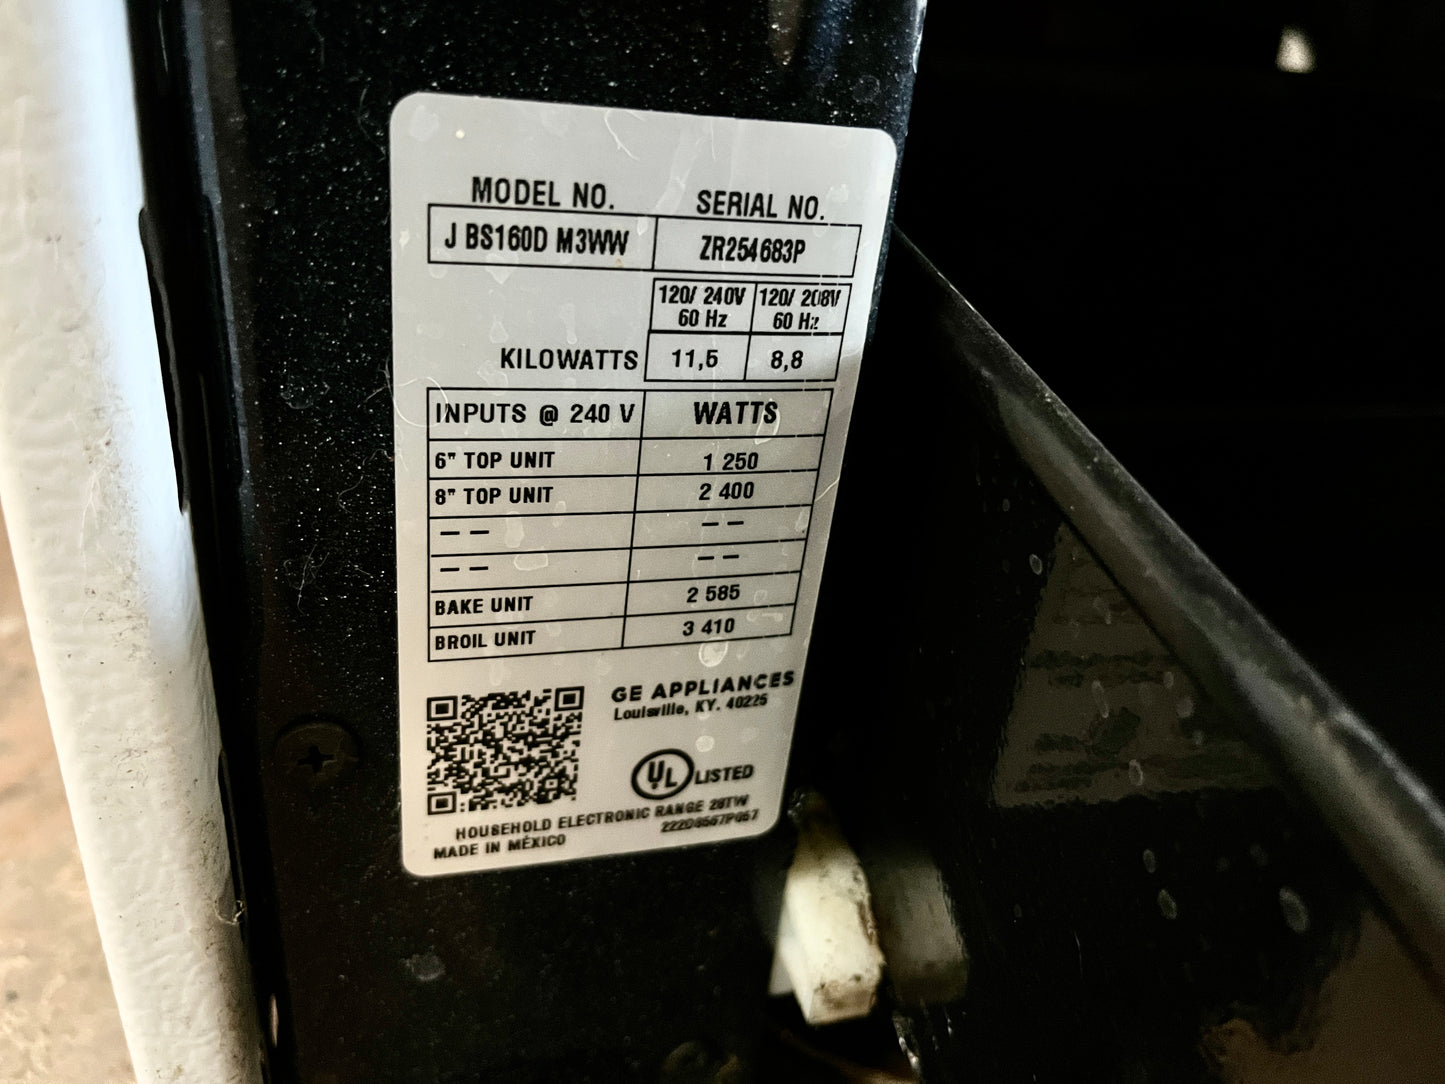 MODEL NO. SERIAL NO.
J BS160D M3WW ZR254683P
120/ 240V 120/ 208V
60 Hz 60 Hz
KILOWATTS 11,5 8,8
INPUTS @ 240 V WATTS
6" TOP UNIT 1 250
8" TOP UNIT 2 400
– – – –
– – – –
BAKE UNIT 2 585
BROIL UNIT 3 410
GE APPLIANCES
Louisville, KY. 40225
UL LISTED
HOUSEHOLD ELECTRONIC RANGE 28TW
MADE IN MÉXICO